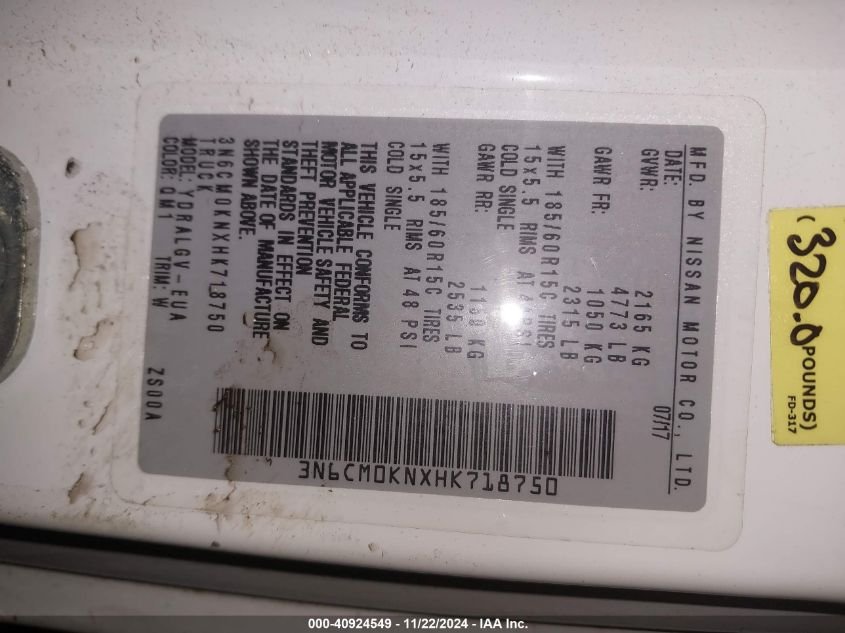 MFD. BY NISSAN MOTOR CO., LTD.
DATE: 07/17
GVWR: 2165 KG
4773 LB
GAWR FR: 1050 KG
2315 LB
WITH 185/60R15C TIRES
15x5.5 RIMS AT PSI
COLD SINGLE
GAWR RR: KG
2535 LB
WITH 185/60R15C TIRES
15x5.5 RIMS AT 48 PSI
COLD SINGLE
THIS VEHICLE CONFORMS TO
ALL APPLICABLE FEDERAL
MOTOR VEHICLE SAFETY AND
THEFT PREVENTION
STANDARDS IN EFFECT ON
THE DATE OF MANUFACTURE
SHOWN ABOVE.
3N6CM0KNXHK718750
TRUCK
MODEL: YDRALGV-EUA
COLOR: QM1 TRIM: W ZS00A
3N6CM0KNXHK718750
(320.0 POUNDS)
FD-317
000-40924549 - 11/22/2024 - IAA Inc.